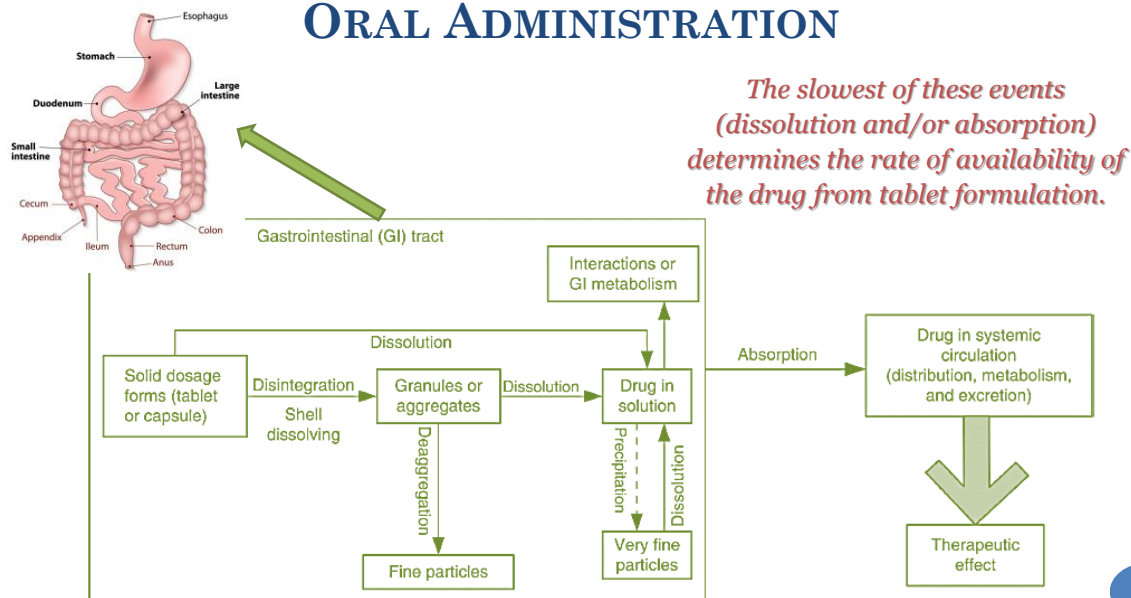 ORAL ADMINISTRATION
Esophagus
Stomach
Large
intestine
Duodenum
Small
intestine
Cecum
Appendix
Ileum
Colon
Rectum
Anus
The slowest of these events
(dissolution and/or absorption)
determines the rate of availability of
the drug from tablet formulation.
Gastrointestinal (GI) tract
Interactions or
GI metabolism
Dissolution
Solid dosage
forms (tablet
or capsule)
Disintegration
Shell
dissolving
Granules or
aggregates
Dissolution
Drug in
solution
Absorption
Drug in systemic
circulation
(distribution, metabolism,
and excretion)
Deaggregation
Precipitation
Dissolution
Fine particles
Very fine
particles
Therapeutic
effect